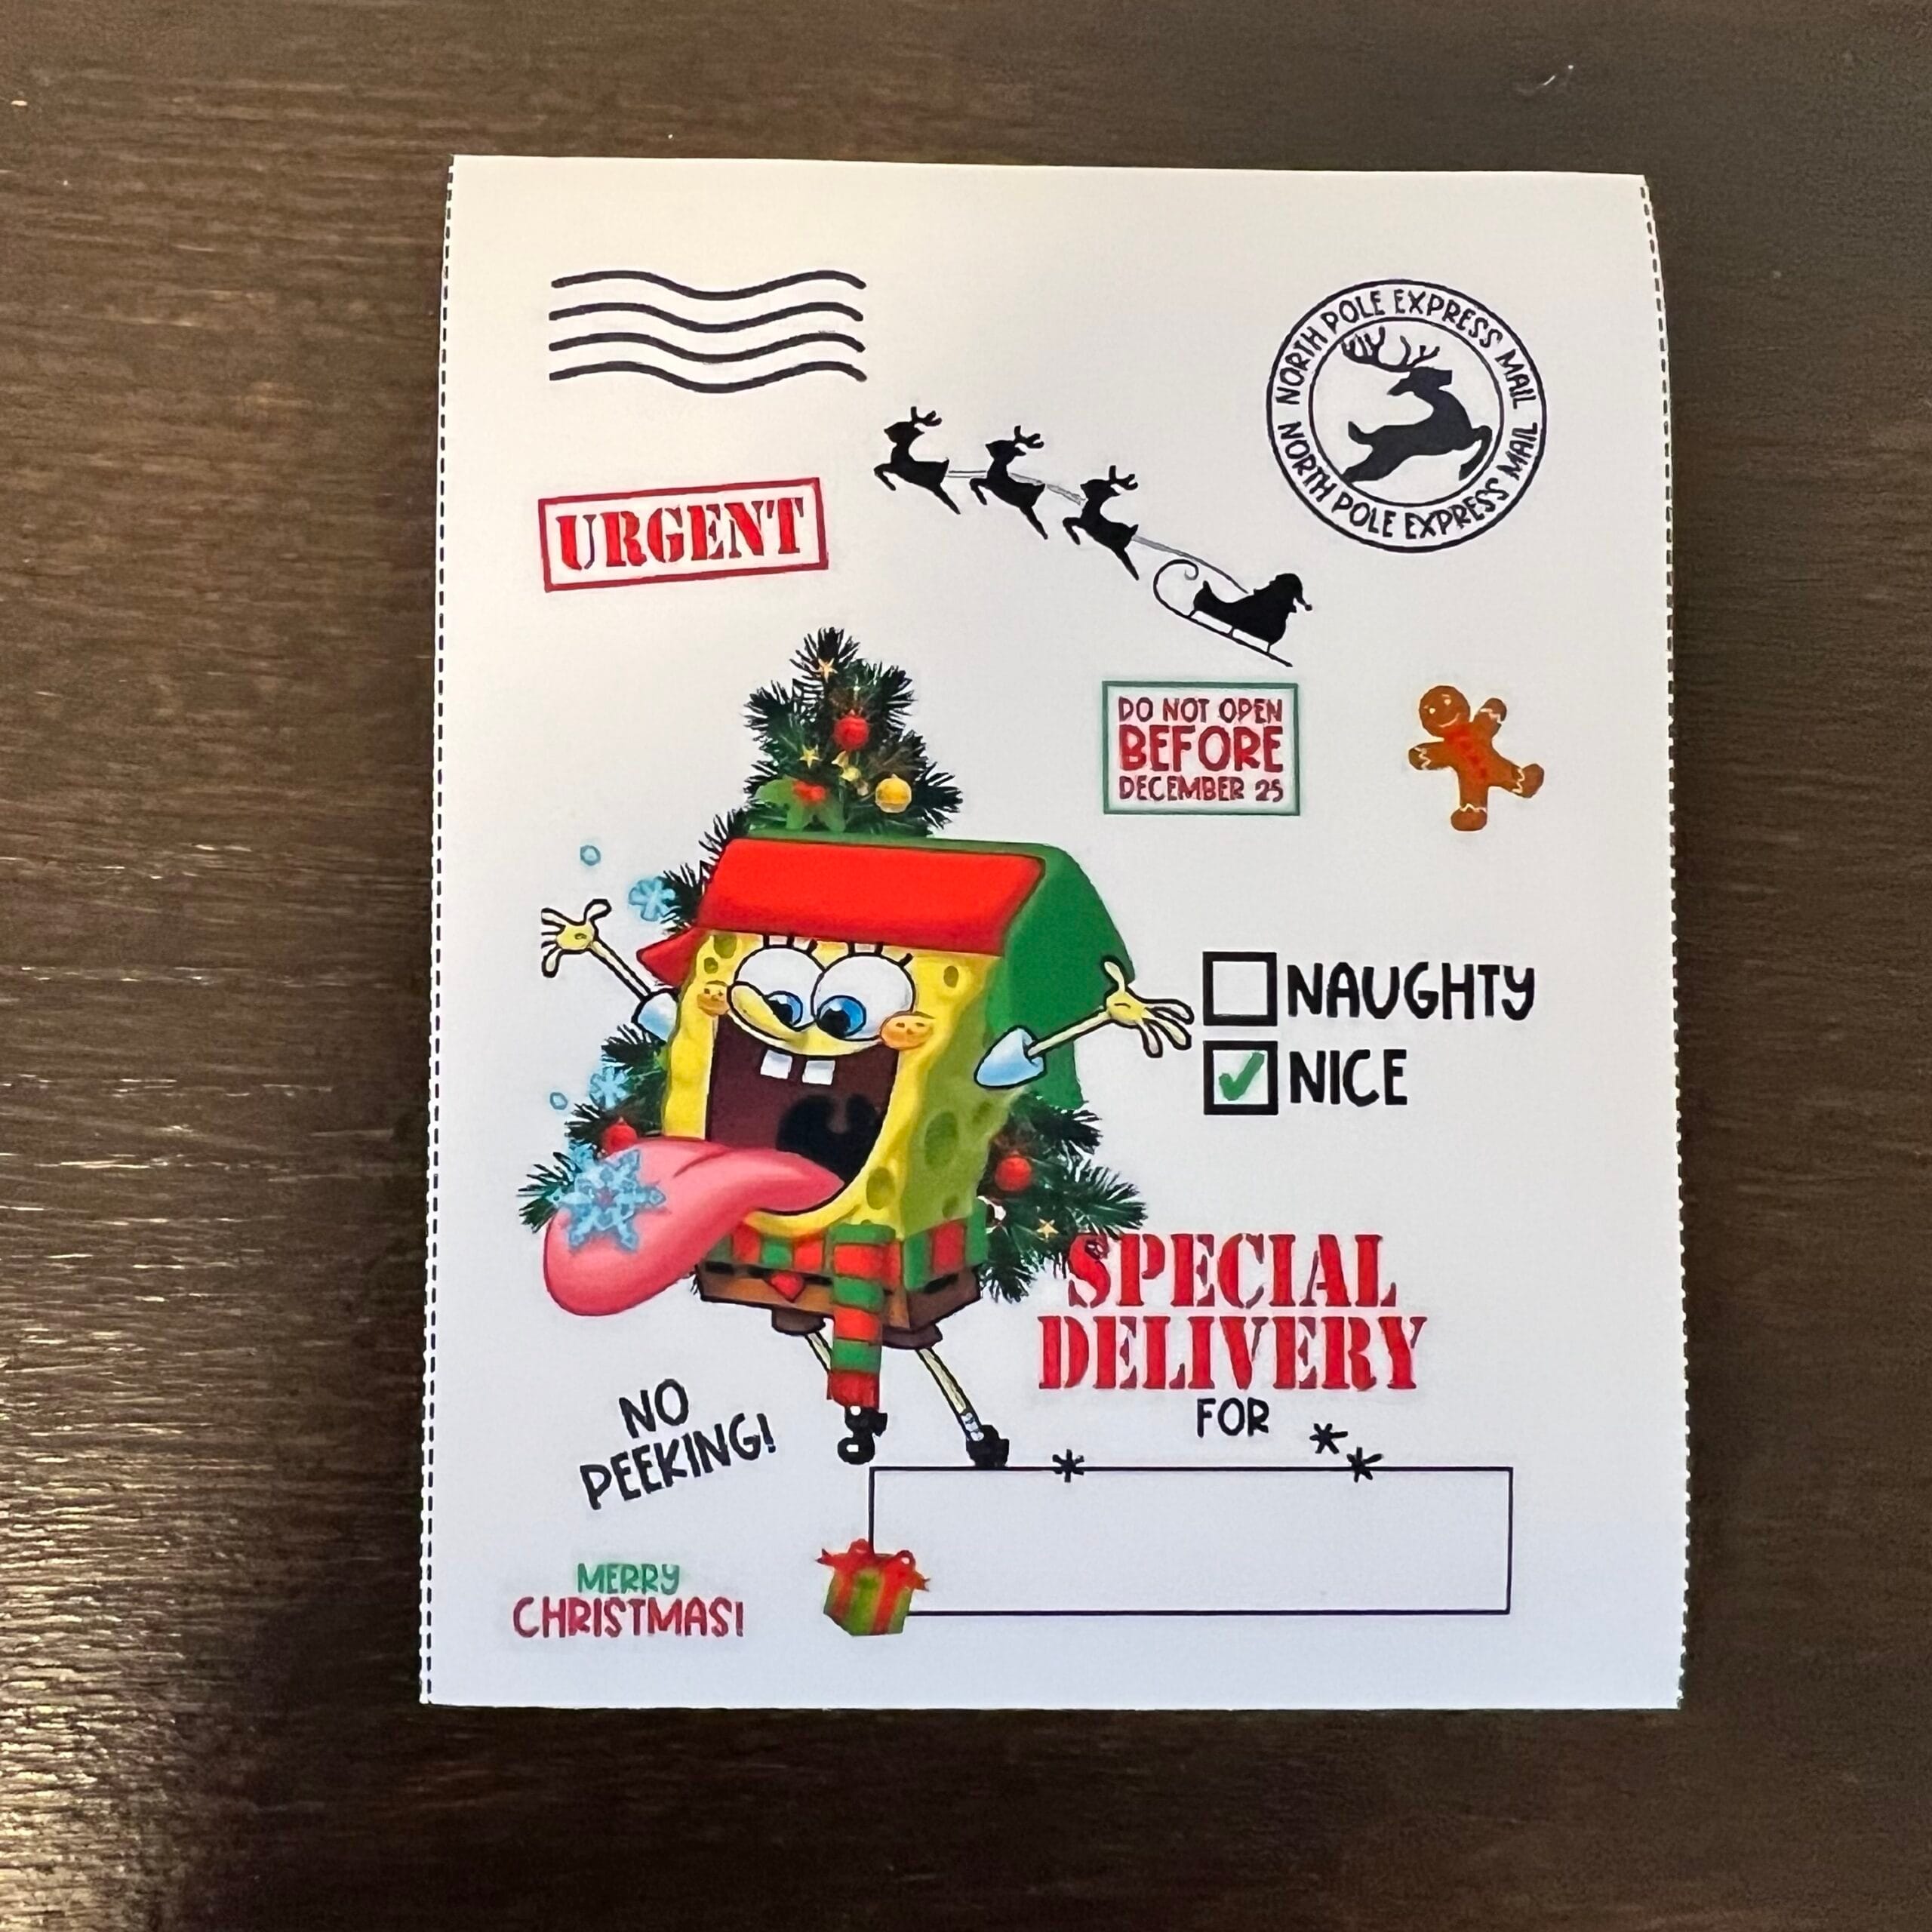 NORTH POLE EXPRESS MAIL
NORTH POLE EXPRESS MAIL
URGENT
DO NOT OPEN
BEFORE
DECEMBER 25
NAUGHTY
NICE
SPECIAL
DELIVERY
FOR
NO
PEEKING!
MERRY
CHRISTMAS!